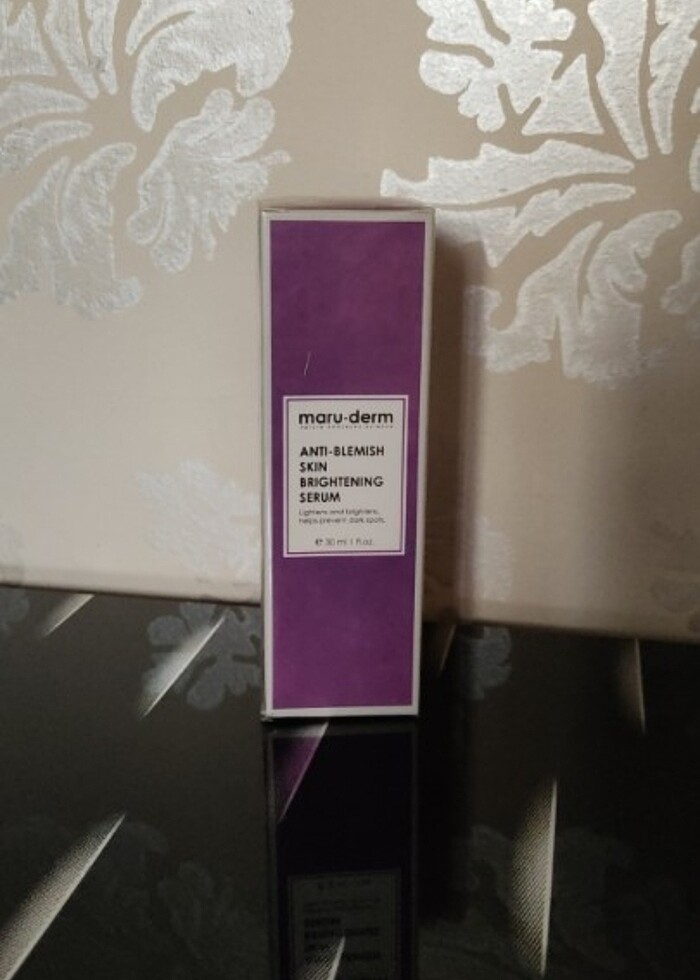 maru·derm
ANTI-BLEMISH
SKIN
BRIGHTENING
SERUM
Lightens and brightens,
helps prevent dark spots.
℮ 30 ml 1 fl.oz.